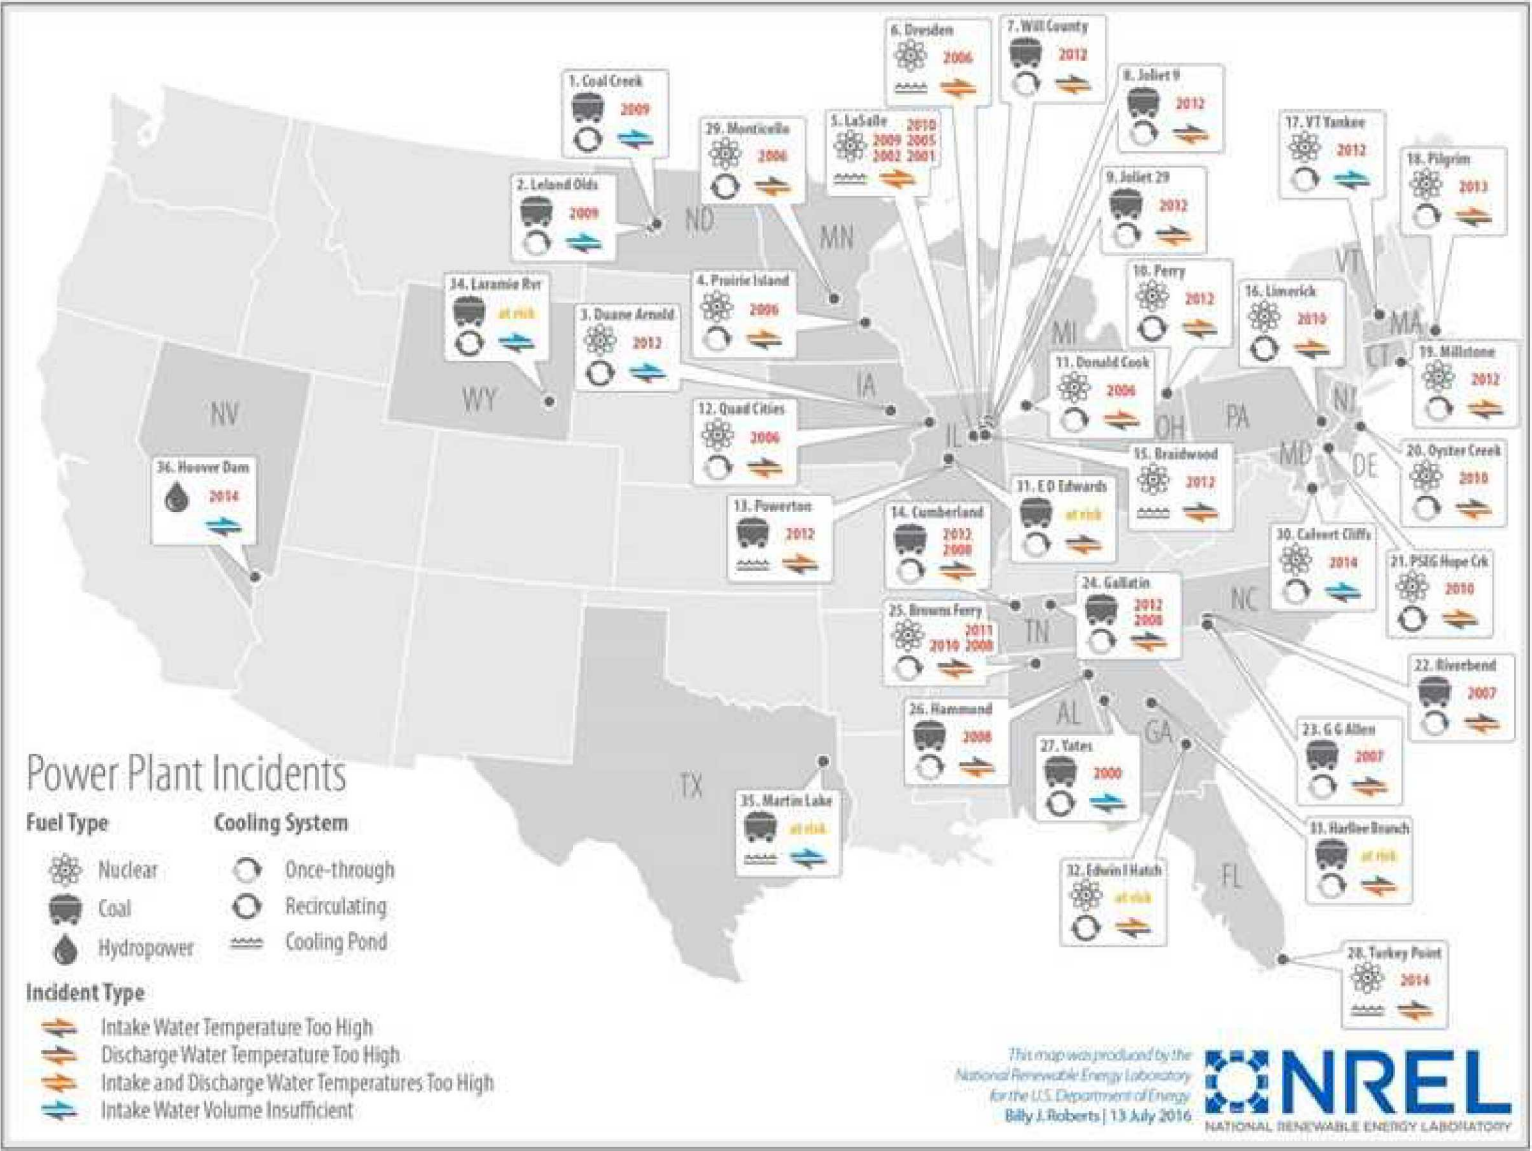 6. Dresden
2006
7. Will County
2012
1. Coal Creek
2009
8. Joliet 9
2012
29. Monticello
2006
5. LaSalle
2010
2009 2005
2002 2001
17. VT Yankee
2012
18. Pilgrim
2013
2. Leland Olds
2009
9. Joliet 29
2012
ND
MN
VT
34. Laramie Rvr
at risk
4. Prairie Island
2006
10. Perry
2012
16. Limerick
2010
3. Duane Arnold
2012
MI
MA
CT
11. Donald Cook
2006
19. Millstone
2012
NV
WY
IA
12. Quad Cities
2006
IL
OH
PA
NJ
MD
DE
36. Hoover Dam
2014
15. Braidwood
2012
20. Oyster Creek
2010
13. Powerton
2012
14. Cumberland
2012
2008
31. E D Edwards
at risk
30. Calvert Cliffs
2014
21. PSEG Hope Crk
2010
24. Gallatin
2012
2008
NC
25. Browns Ferry
2011
2010 2008
TN
22. Riverbend
2007
26. Hammond
2008
AL
GA
27. Yates
2000
23. G G Allen
2007
TX
35. Martin Lake
at risk
33. Harllee Branch
at risk
32. Edwin I Hatch
at risk
FL
28. Turkey Point
2014
Power Plant Incidents
Fuel Type
Nuclear
Coal
Hydropower
Cooling System
Once-through
Recirculating
Cooling Pond
Incident Type
Intake Water Temperature Too High
Discharge Water Temperature Too High
Intake and Discharge Water Temperatures Too High
Intake Water Volume Insufficient
This map was produced by the
National Renewable Energy Laboratory
for the U.S. Department of Energy
Billy J. Roberts | 13 July 2016
NREL
NATIONAL RENEWABLE ENERGY LABORATORY